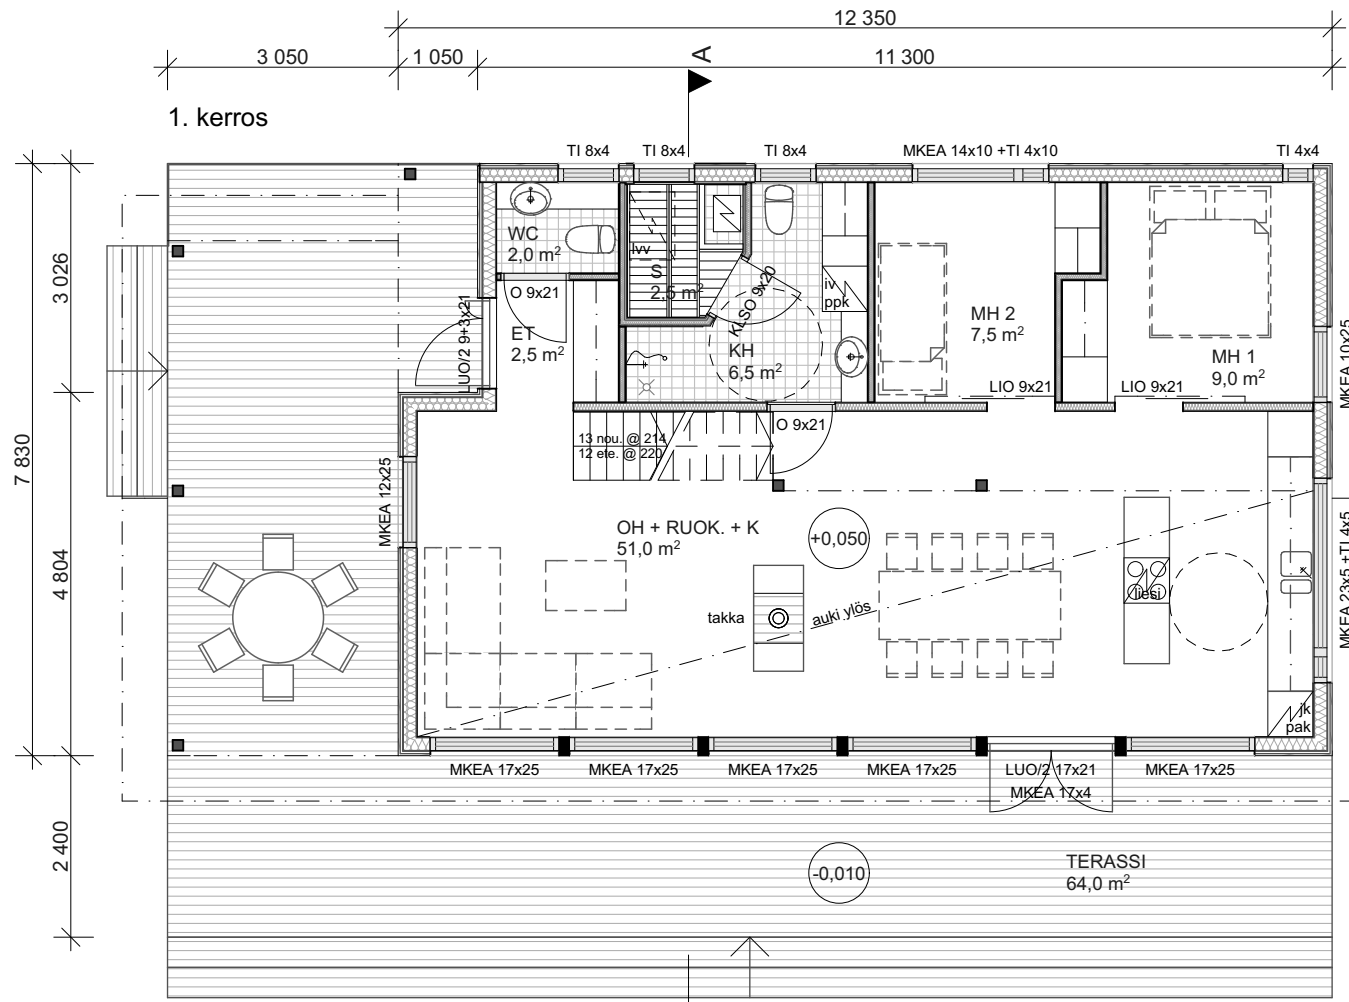 12 350
3 050
1 050
11 300
A
1. kerros
TI 8x4
TI 8x4
TI 8x4
MKEA 14x10 +TI 4x10
TI 4x4
3 026
7 830
4 804
2 400
WC
2,0 m²
lvv
S
2,5 m²
KLSO 9x20
iv
ppk
O 9x21
UO/2 9+3x21
ET
2,5 m²
KH
6,5 m²
MH 2
7,5 m²
LIO 9x21
MH 1
9,0 m²
LIO 9x21
MKEA 10x25
13 nou. @ 214
12 ete. @ 220
O 9x21
MKEA 12x25
OH + RUOK. + K
51,0 m²
+0,050
takka
auki ylös
liesi
MKEA 23x5 +TI 4x5
jk
pak
MKEA 17x25
MKEA 17x25
MKEA 17x25
MKEA 17x25
LUO/2 17x21
MKEA 17x4
MKEA 17x25
-0,010
TERASSI
64,0 m²